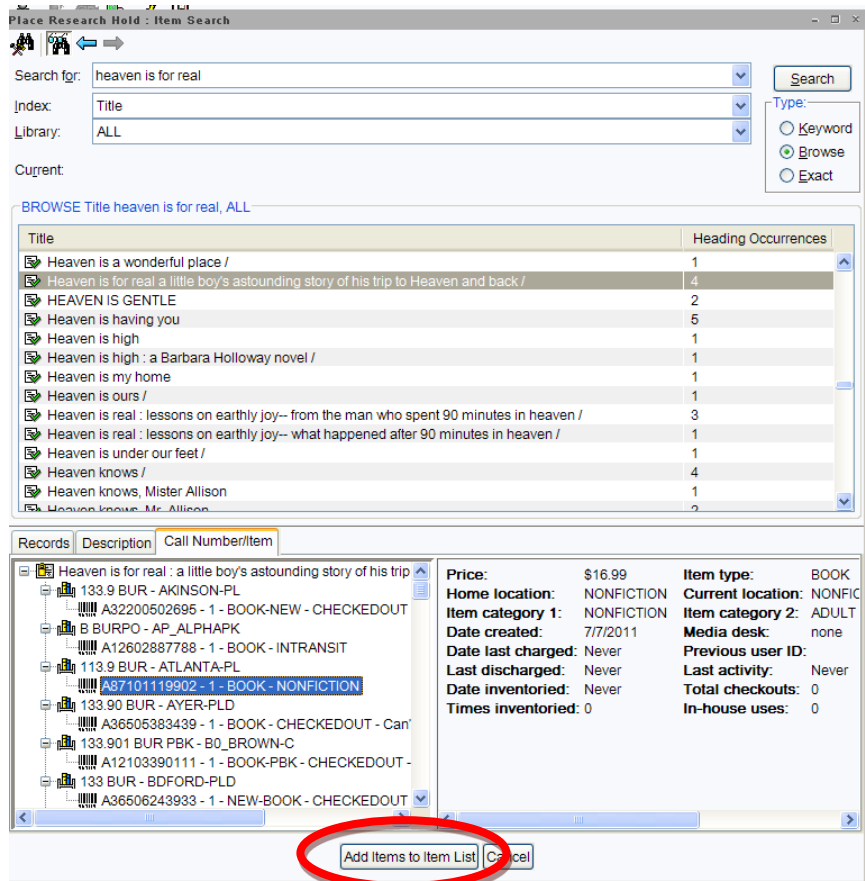 Place Research Hold : Item Search
Search for: heaven is for real Search
Index: Title Type:
Library: ALL Keyword
Browse
Current: Exact
BROWSE Title heaven is for real, ALL
Title Heading Occurrences
Heaven is a wonderful place / 1
Heaven is for real a little boy's astounding story of his trip to Heaven and back / 4
HEAVEN IS GENTLE 2
Heaven is having you 5
Heaven is high 1
Heaven is high : a Barbara Holloway novel / 1
Heaven is my home 1
Heaven is ours / 1
Heaven is real : lessons on earthly joy-- from the man who spent 90 minutes in heaven / 3
Heaven is real : lessons on earthly joy-- what happened after 90 minutes in heaven / 1
Heaven is under our feet / 1
Heaven knows / 4
Heaven knows, Mister Allison 1
Heaven knows, Mr. Allison 2
Records Description Call Number/Item
Heaven is for real : a little boy's astounding story of his trip
133.9 BUR - AKINSON-PL
A32200502695 - 1 - BOOK-NEW - CHECKEDOUT
B BURPO - AP_ALPHAPK
A12602887788 - 1 - BOOK - INTRANSIT
113.9 BUR - ATLANTA-PL
A87101119902 - 1 - BOOK - NONFICTION
133.90 BUR - AYER-PLD
A36505383439 - 1 - BOOK - CHECKEDOUT - Can'
133.901 BUR PBK - B0_BROWN-C
A12103390111 - 1 - BOOK-PBK - CHECKEDOUT -
133 BUR - BDFORD-PLD
A36506243933 - 1 - NEW-BOOK - CHECKEDOUT
Price: $16.99 Item type: BOOK
Home location: NONFICTION Current location: NONFIC
Item category 1: NONFICTION Item category 2: ADULT
Date created: 7/7/2011 Media desk: none
Date last charged: Never Previous user ID:
Last discharged: Never Last activity: Never
Date inventoried: Never Total checkouts: 0
Times inventoried: 0 In-house uses: 0
Add Items to Item List Cancel